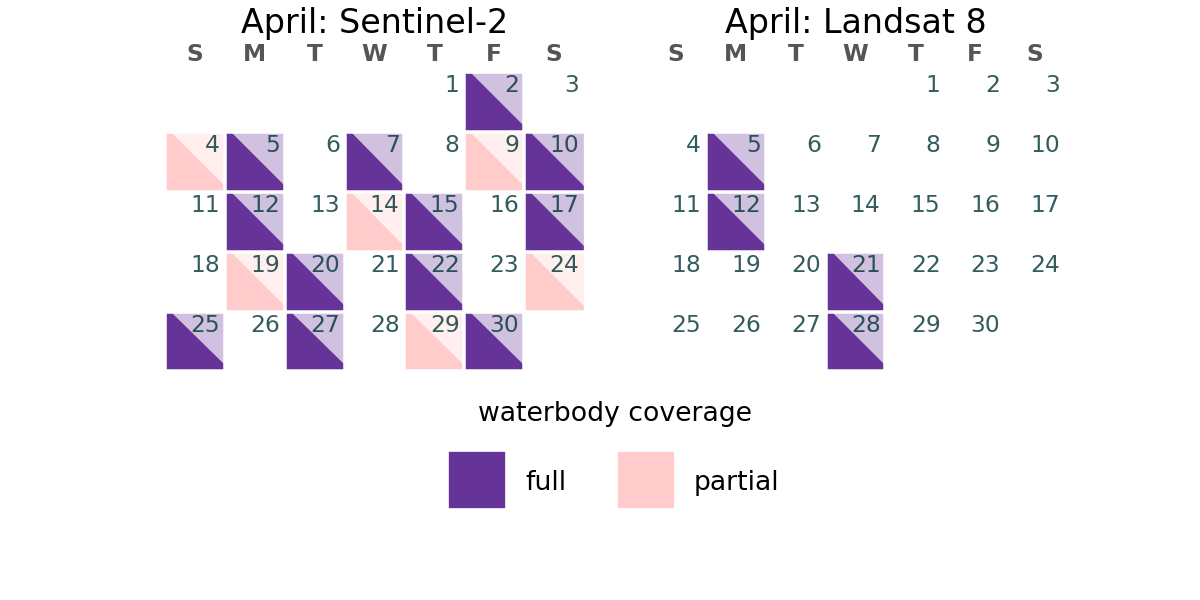 April: Sentinel-2
S M T W T F S
1 2 3
4 5 6 7 8 9 10
11 12 13 14 15 16 17
18 19 20 21 22 23 24
25 26 27 28 29 30
April: Landsat 8
S M T W T F S
1 2 3
4 5 6 7 8 9 10
11 12 13 14 15 16 17
18 19 20 21 22 23 24
25 26 27 28 29 30
waterbody coverage
full partial